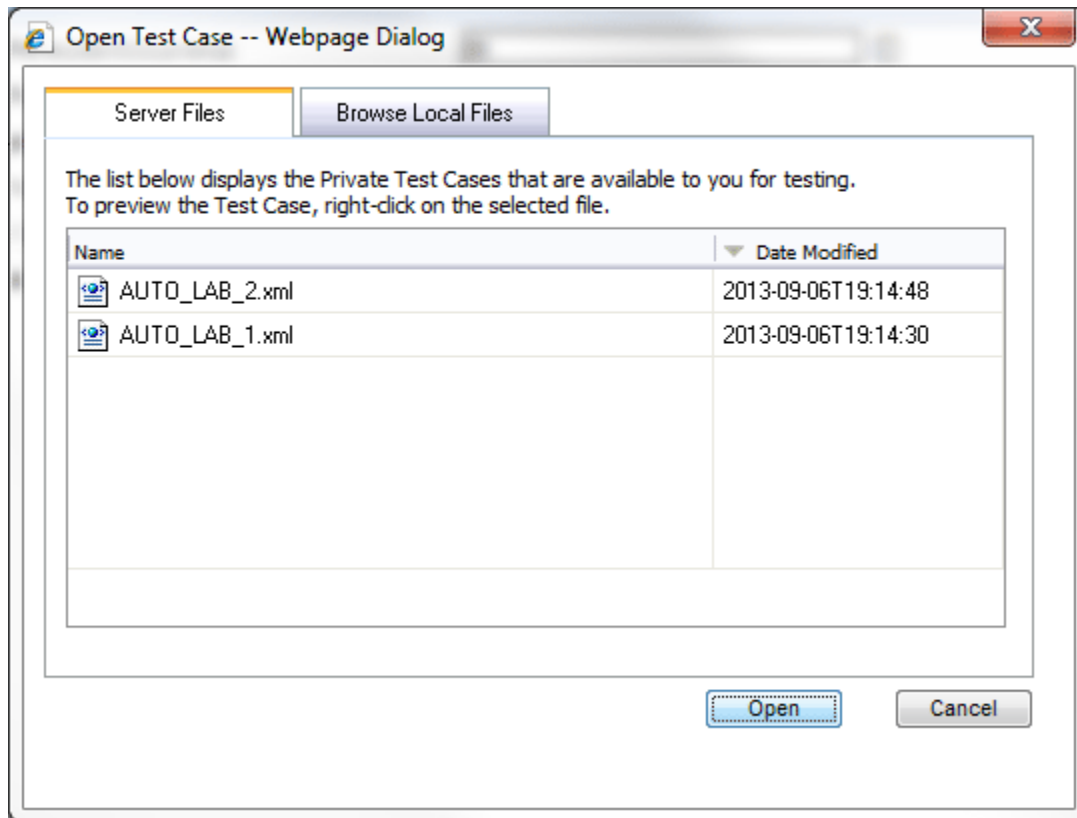 Open Test Case -- Webpage Dialog
Server Files
Browse Local Files
The list below displays the Private Test Cases that are available to you for testing.
To preview the Test Case, right-click on the selected file.
Name Date Modified
AUTO_LAB_2.xml 2013-09-06T19:14:48
AUTO_LAB_1.xml 2013-09-06T19:14:30
Open Cancel